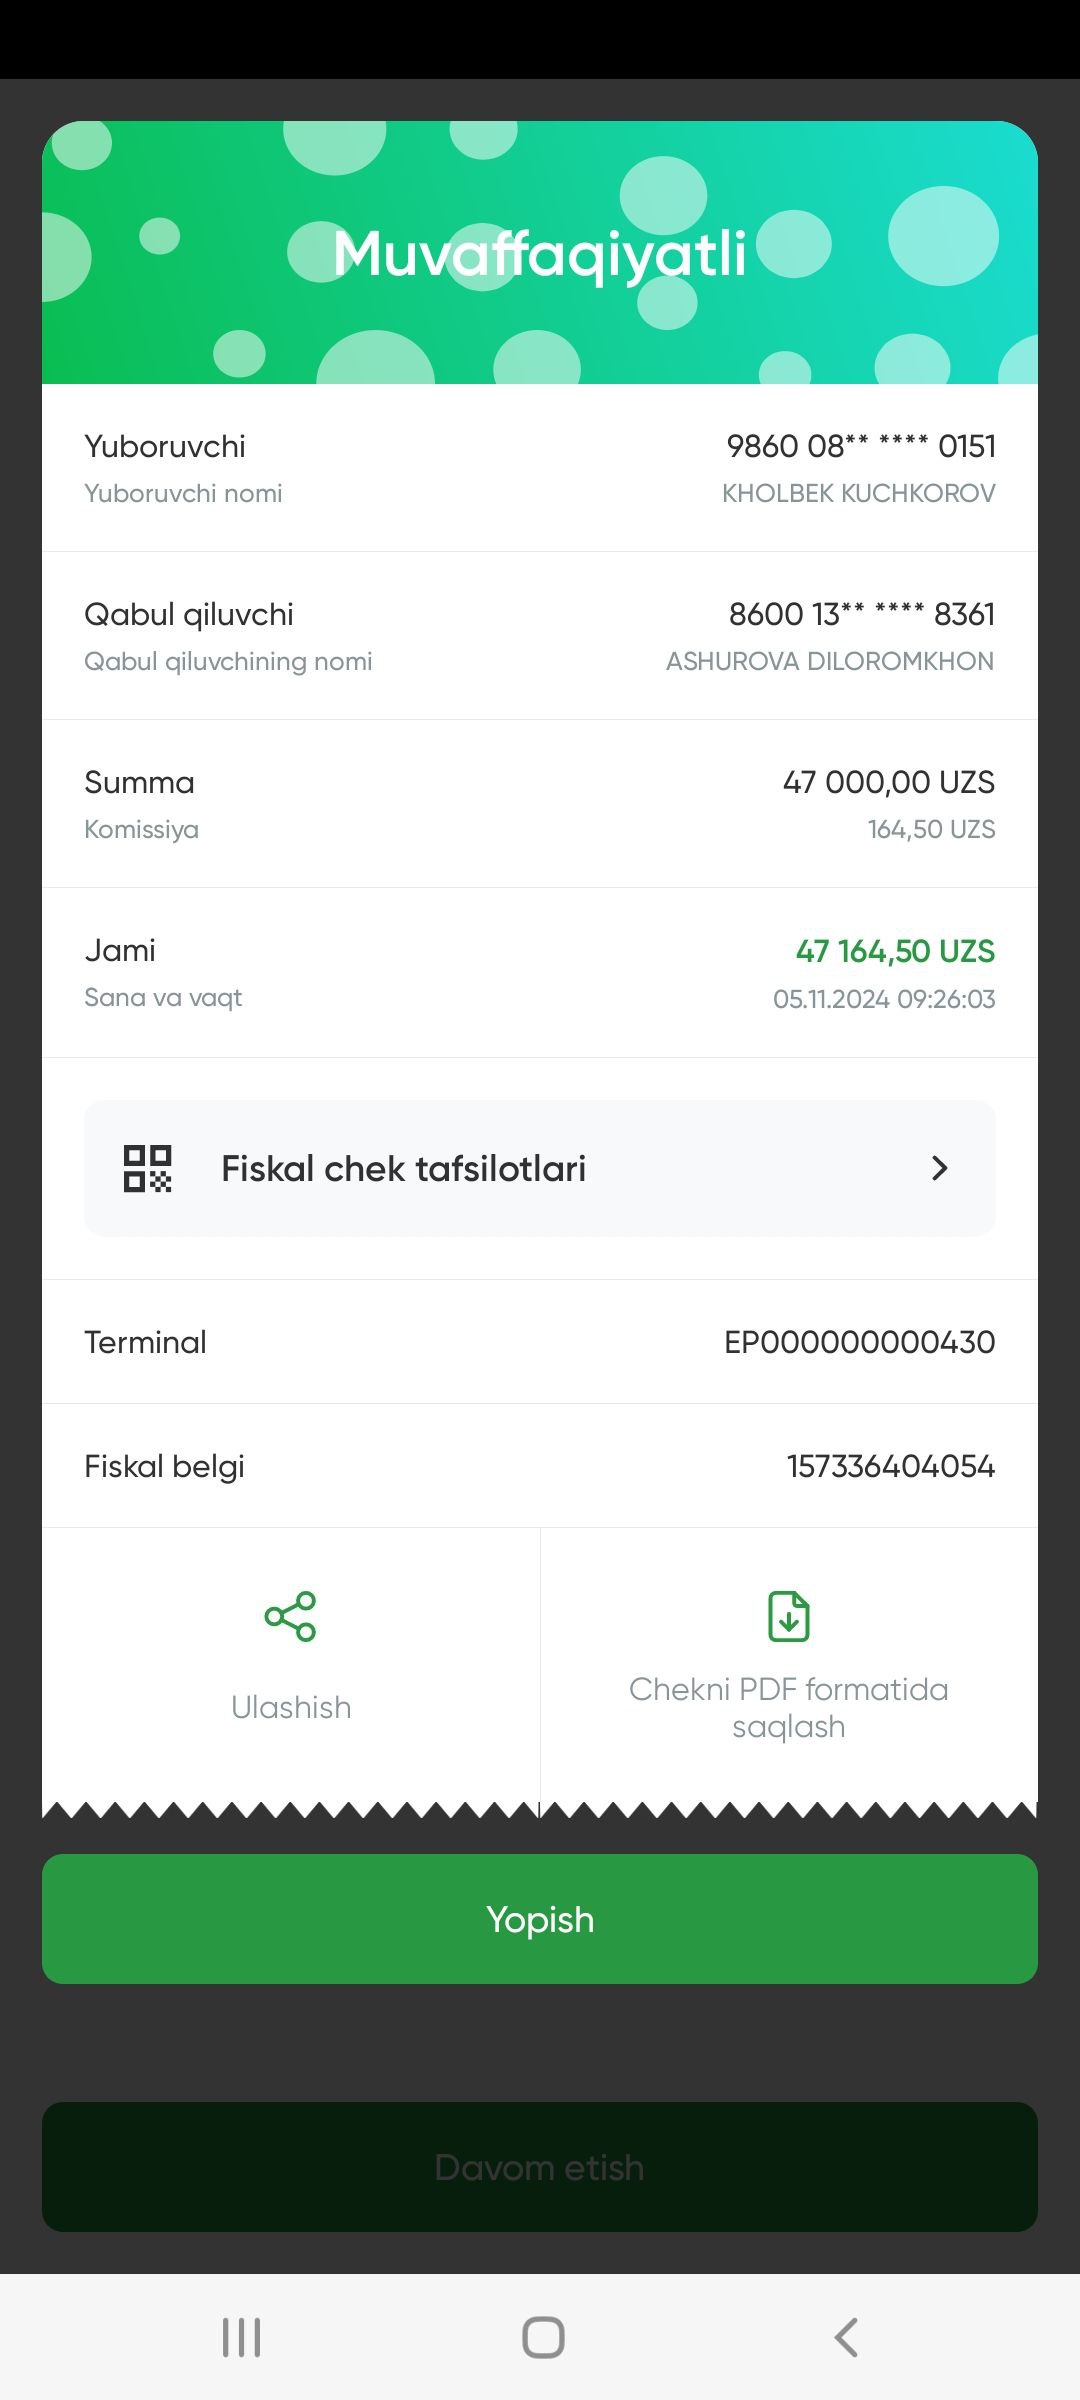 Muvaffaqiyatli
Yuboruvchi 9860 08** **** 0151
Yuboruvchi nomi KHOLBEK KUCHKOROV
Qabul qiluvchi 8600 13** **** 8361
Qabul qiluvchining nomi ASHUROVA DILOROMKHON
Summa 47 000,00 UZS
Komissiya 164,50 UZS
Jami 47 164,50 UZS
Sana va vaqt 05.11.2024 09:26:03
Fiskal chek tafsilotlari
Terminal EP000000000430
Fiskal belgi 157336404054
Ulashish
Chekni PDF formatida
saqlash
Yopish
Davom etish